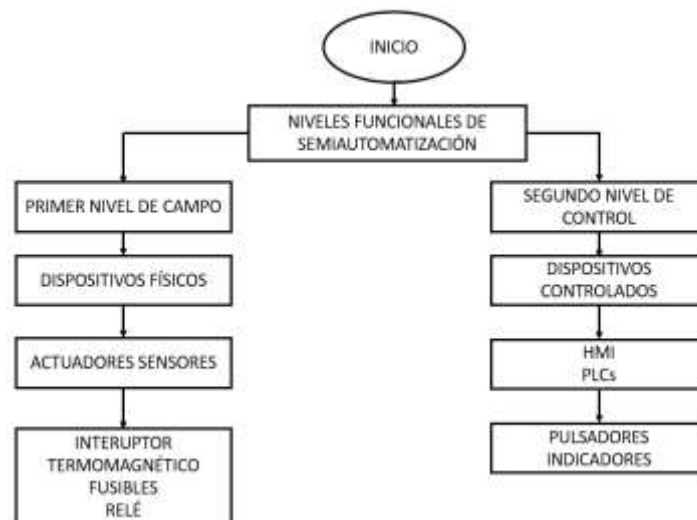 INICIO
NIVELES FUNCIONALES DE
SEMIAUTOMATIZACIÓN
PRIMER NIVEL DE CAMPO
DISPOSITIVOS FÍSICOS
ACTUADORES SENSORES
INTERUPTOR
TERMOMAGNÉTICO
FUSIBLES
RELÉ
SEGUNDO NIVEL DE
CONTROL
DISPOSITIVOS
CONTROLADOS
HMI
PLCs
PULSADORES
INDICADORES